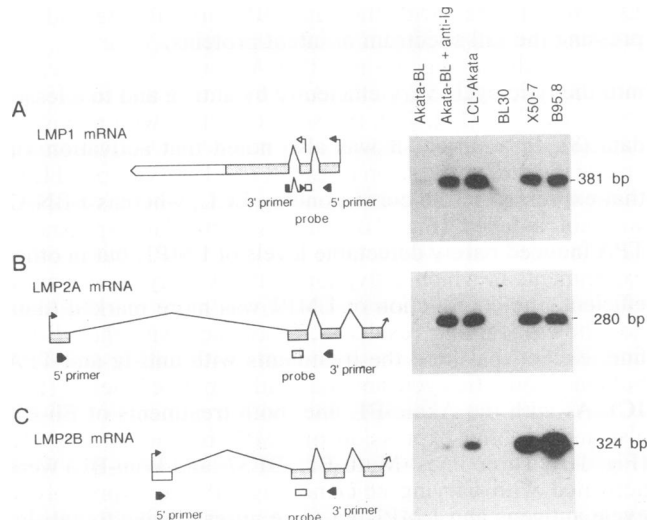 Akata-BL
Akata-BL + anti-Ig
LCL-Akata
BL30
X50-7
B95.8
A
LMP1 mRNA
3' primer
5' primer
probe
381 bp
B
LMP2A mRNA
5' primer
probe
3' primer
280 bp
C
LMP2B mRNA
5' primer
probe
3' primer
324 bp